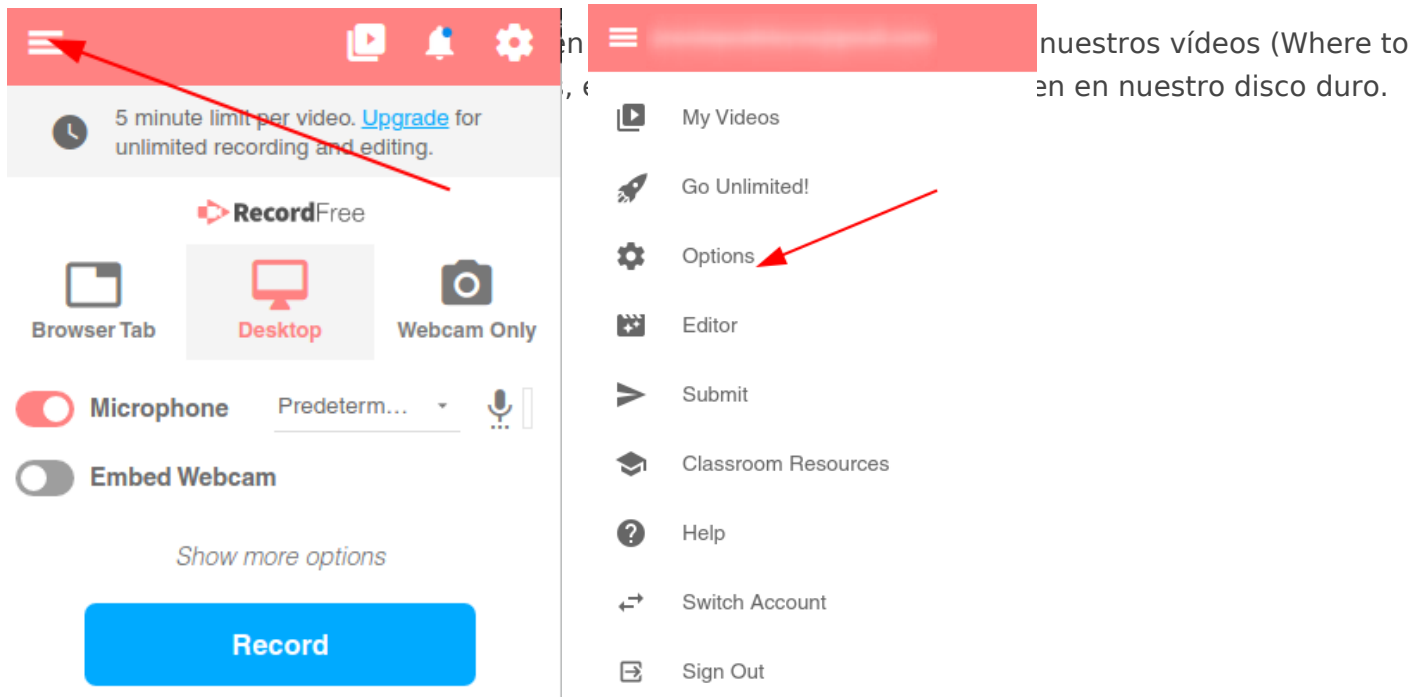 én
nuestros vídeos (Where to
en en nuestro disco duro.
5 minute limit per video. Upgrade for
unlimited recording and editing.
RecordFree
Browser Tab
Desktop
Webcam Only
Microphone
Predeterm...
Embed Webcam
Show more options
Record
My Videos
Go Unlimited!
Options
Editor
Submit
Classroom Resources
Help
Switch Account
Sign Out